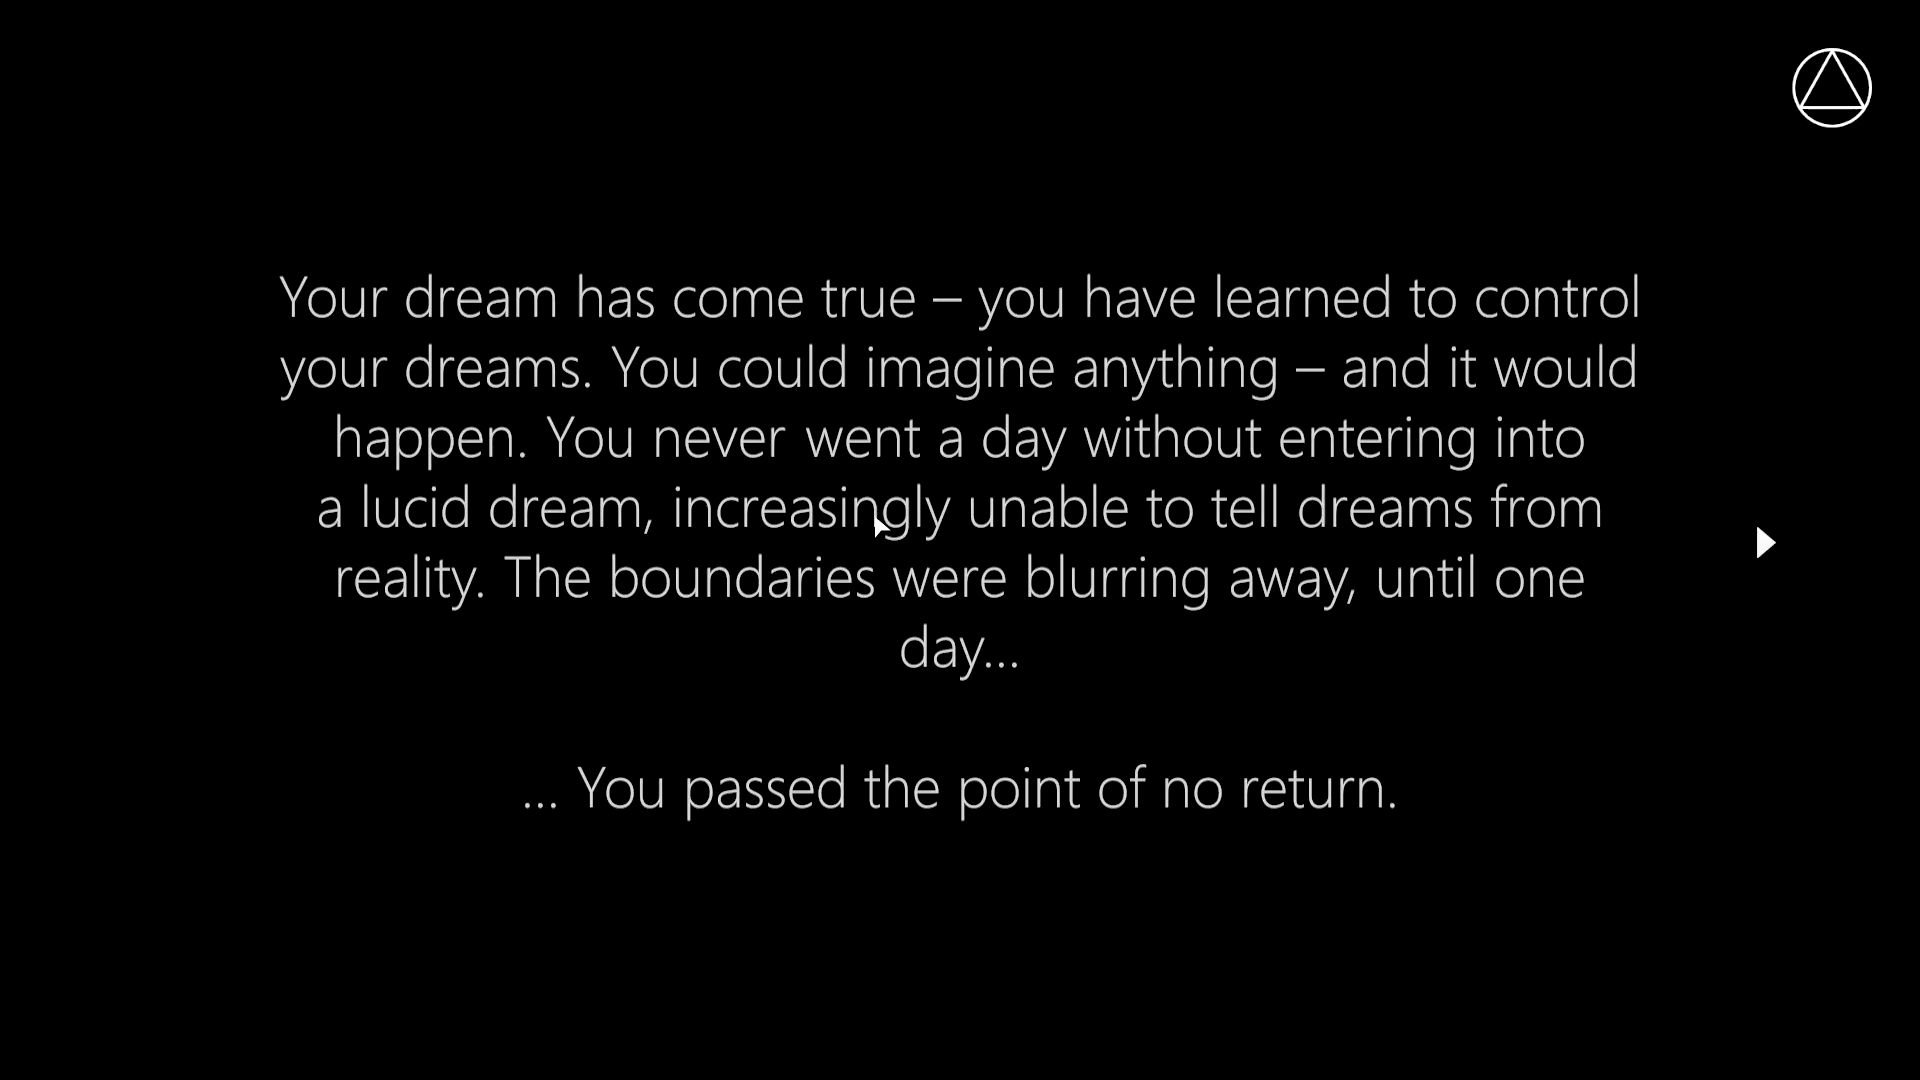 Your dream has come true – you have learned to control
your dreams. You could imagine anything – and it would
happen. You never went a day without entering into
a lucid dream, increasingly unable to tell dreams from
reality. The boundaries were blurring away, until one
day...
... You passed the point of no return.